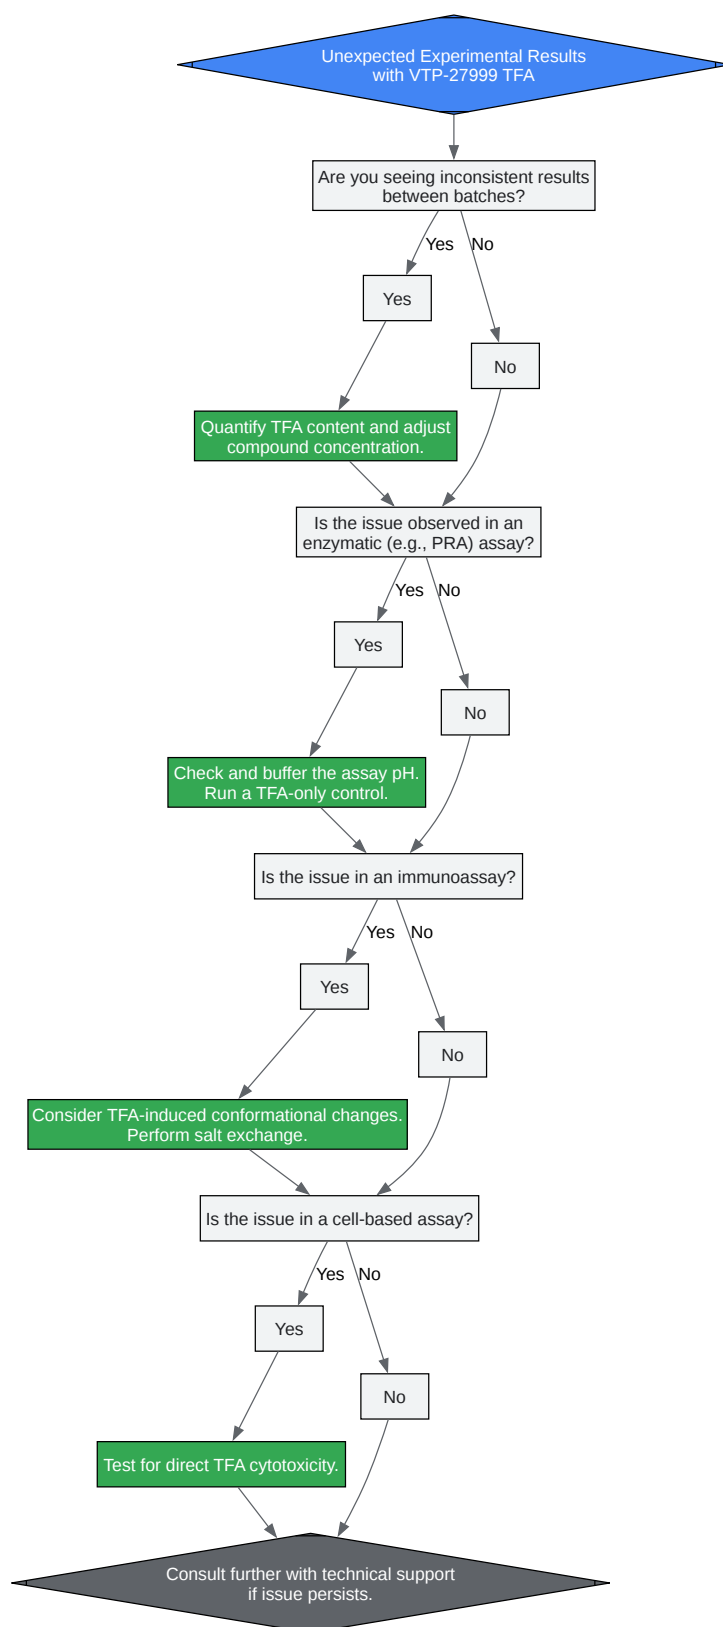 Unexpected Experimental Results
with VTP-27999 TFA
Are you seeing inconsistent results
between batches?
Yes
No
Yes
No
Quantify TFA content and adjust
compound concentration.
Is the issue observed in an
enzymatic (e.g., PRA) assay?
Yes
No
Yes
No
Check and buffer the assay pH.
Run a TFA-only control.
Is the issue in an immunoassay?
Yes
No
Yes
No
Consider TFA-induced conformational changes.
Perform salt exchange.
Is the issue in a cell-based assay?
Yes
No
Yes
No
Test for direct TFA cytotoxicity.
Consult further with technical support
if issue persists.